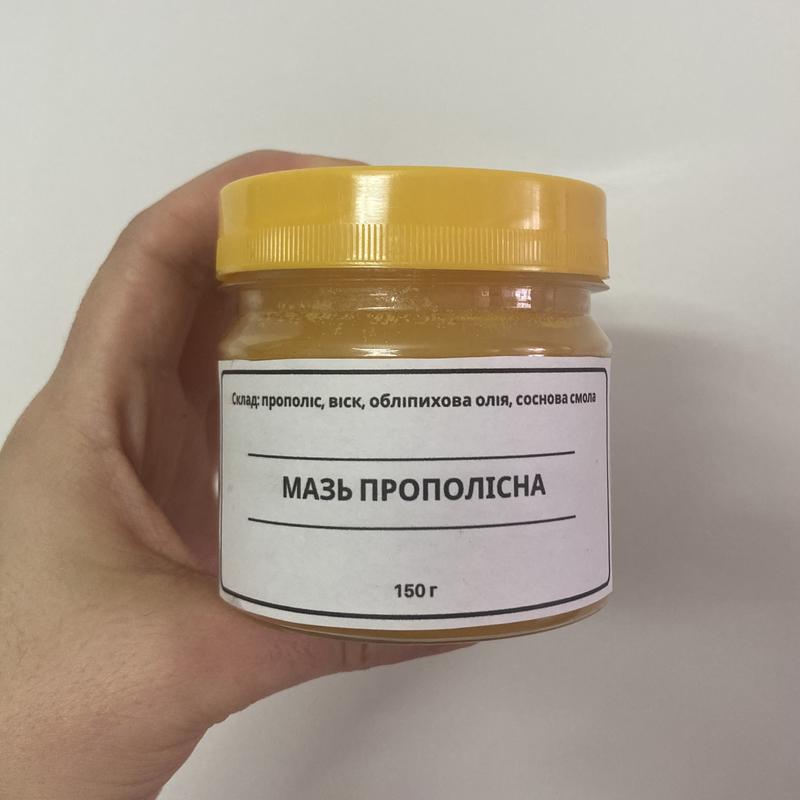 Склад: прополіс, віск, обліпихова олія, соснова смола
МАЗЬ ПРОПОЛІСНА
150 г